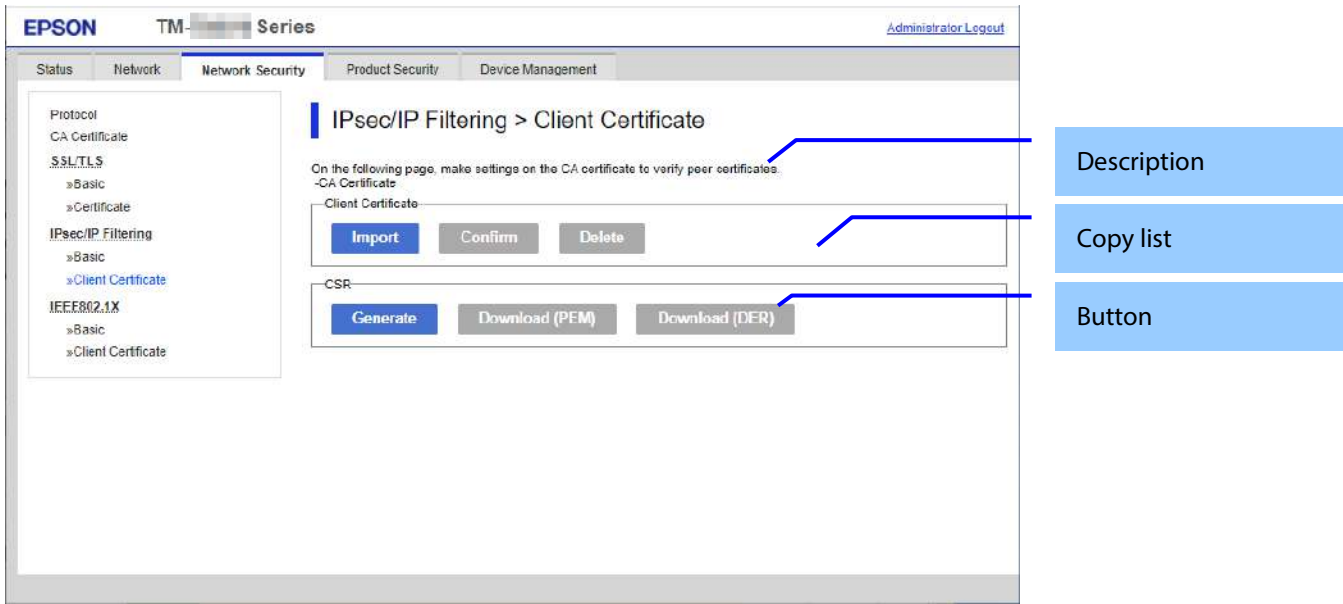 EPSON TM- Series Administrator Logout
Status Network Network Security Product Security Device Management
Protocol
CA Certificate
SSL/TLS
»Basic
»Certificate
IPsec/IP Filtering
»Basic
»Client Certificate
IEEE802.1X
»Basic
»Client Certificate
IPsec/IP Filtering > Client Certificate
On the following page, make settings on the CA certificate to verify peer certificates.
-CA Certificate
Client Certificate
Import Confirm Delete
CSR
Generate Download (PEM) Download (DER)
Description
Copy list
Button